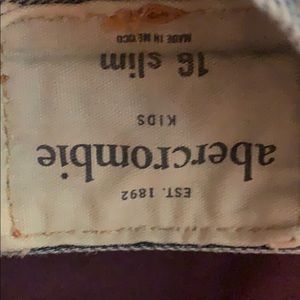 EST. 1892
abercrombie
KIDS
16 slim
MADE IN MEXICO